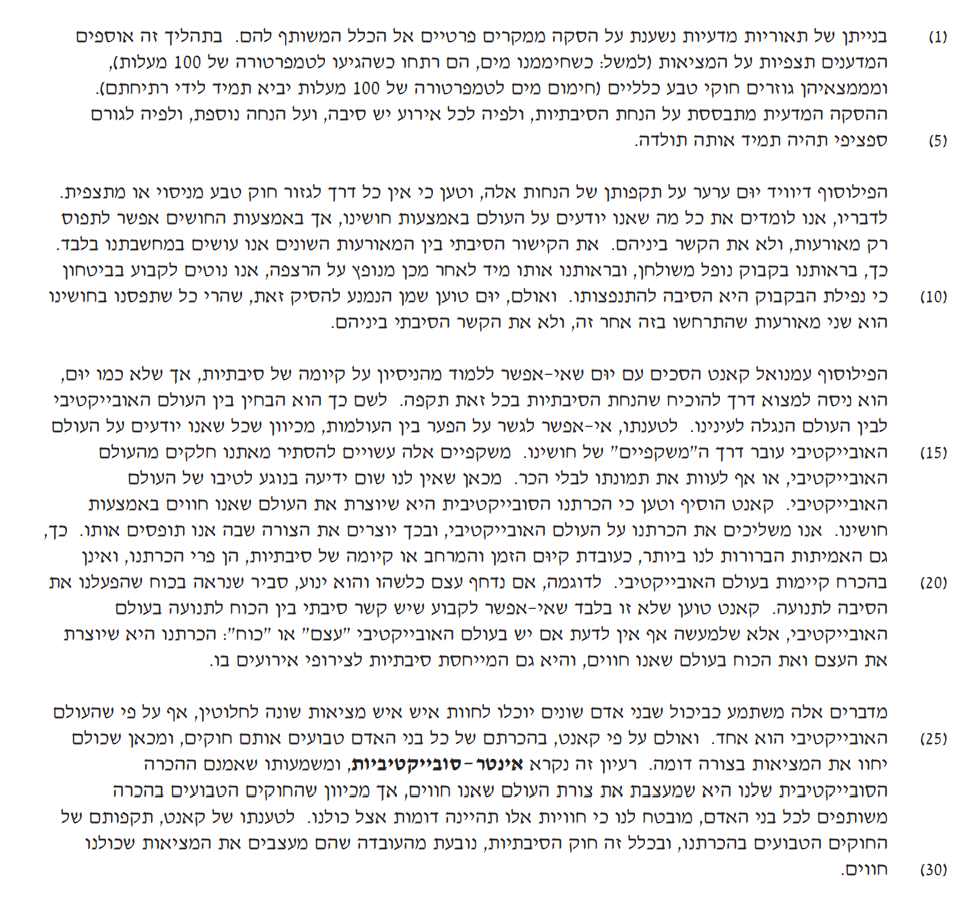 (1) בנייתן של תאוריות מדעיות נשענת על הסקה ממקרים פרטיים אל הכלל המשותף להם. בתהליך זה אוספים
המדענים תצפיות על המציאות (למשל: כשחיממנו מים, הם רתחו כשהגיעו לטמפרטורה של 100 מעלות),
ומממצאיהן גוזרים חוקי טבע כלליים (חימום מים לטמפרטורה של 100 מעלות יביא תמיד לידי רתיחתם).
ההסקה המדעית מתבססת על הנחת הסיבתיות, ולפיה לכל אירוע יש סיבה, ועל הנחה נוספת, ולפיה לגורם
(5) ספציפי תהיה תמיד אותה תולדה.
הפילוסוף דיוויד יוּם ערער על תקפותן של הנחות אלה, וטען כי אין כל דרך לגזור חוק טבע מניסוי או מתצפית.
לדבריו, אנו לומדים את כל מה שאנו יודעים על העולם באמצעות חושינו, אך באמצעות החושים אפשר לתפוס
רק מאורעות, ולא את הקשר ביניהם. את הקישור הסיבתי בין המאורעות השונים אנו עושים במחשבתנו בלבד.
כך, בראותנו בקבוק נופל משולחן, ובראותנו אותו מיד לאחר מכן מנופץ על הרצפה, אנו נוטים לקבוע בביטחון
(10) כי נפילת הבקבוק היא הסיבה להתנפצותו. ואולם, יוּם טוען שמן הנמנע להסיק זאת, שהרי כל שתפסנו בחושינו
הוא שני מאורעות שהתרחשו בזה אחר זה, ולא את הקשר הסיבתי ביניהם.
הפילוסוף עמנואל קאנט הסכים עם יוּם שאי-אפשר ללמוד מהניסיון על קיומה של סיבתיות, אך שלא כמו יוּם,
הוא ניסה למצוא דרך להוכיח שהנחת הסיבתיות בכל זאת תקפה. לשם כך הוא הבחין בין העולם האובייקטיבי
לבין העולם הנגלה לעינינו. לטענתו, אי-אפשר לגשר על הפער בין העולמות, מכיוון שכל שאנו יודעים על העולם
(15) האובייקטיבי עובר דרך ה"משקפיים" של חושינו. משקפיים אלה עשויים להסתיר מאתנו חלקים מהעולם
האובייקטיבי, או אף לעוות את תמונתו לבלי הכר. מכאן שאין לנו שום ידיעה בנוגע לטיבו של העולם
האובייקטיבי. קאנט הוסיף וטען כי הכרתנו הסובייקטיבית היא שיוצרת את העולם שאנו חווים באמצעות
חושינו. אנו משליכים את הכרתנו על העולם האובייקטיבי, ובכך יוצרים את הצורה שבה אנו תופסים אותו. כך,
גם האמיתות הברורות לנו ביותר, כעובדת קיוּם הזמן והמרחב או קיומה של סיבתיות, הן פרי הכרתנו, ואינן
(20) בהכרח קיימות בעולם האובייקטיבי. לדוגמה, אם נדחף עצם כלשהו והוא ינוע, סביר שנראה בכוח שהפעלנו את
הסיבה לתנועה. קאנט טוען שלא זו בלבד שאי-אפשר לקבוע שיש קשר סיבתי בין הכוח לתנועה בעולם
האובייקטיבי, אלא שלמעשה אף אין לדעת אם יש בעולם האובייקטיבי "עצם" או "כוח": הכרתנו היא שיוצרת
את העצם ואת הכוח בעולם שאנו חווים, והיא גם המייחסת סיבתיות לצירופי אירועים בו.
מדברים אלה משתמע כביכול שבני אדם שונים יוכלו לחוות איש איש מציאות שונה לחלוטין, אף על פי שהעולם
(25) האובייקטיבי הוא אחד. ואולם על פי קאנט, בהכרתם של כל בני האדם טבועים אותם חוקים, ומכאן שכולם
יחוו את המציאות בצורה דומה. רעיון זה נקרא אינטר-סובייקטיביות, ומשמעותו שאמנם ההכרה
הסובייקטיבית שלנו היא שמעצבת את צורת העולם שאנו חווים, אך מכיוון שהחוקים הטבועים בהכרה
משותפים לכל בני האדם, מובטח לנו כי חוויות אלו תהיינה דומות אצל כולנו. לטענתו של קאנט, תקפותם של
החוקים הטבועים בהכרתנו, ובכלל זה חוק הסיבתיות, נובעת מהעובדה שהם מעצבים את המציאות שכולנו
(30) חווים.